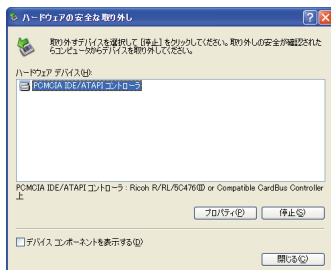 ハードウェアの安全な取り外し
取り外すデバイスを選択して [停止] をクリックしてください。取り外しの安全が確認された
らコンピュータからデバイスを取り外してください。
ハードウェア デバイス(H):
PCMCIA IDE/ATAPI コントローラ
PCMCIA IDE/ATAPI コントローラ : Ricoh R/RL/5C476(II) or Compatible CardBus Controller
上
プロパティ(P)
停止(S)
デバイス コンポーネントを表示する(D)
閉じる(C)